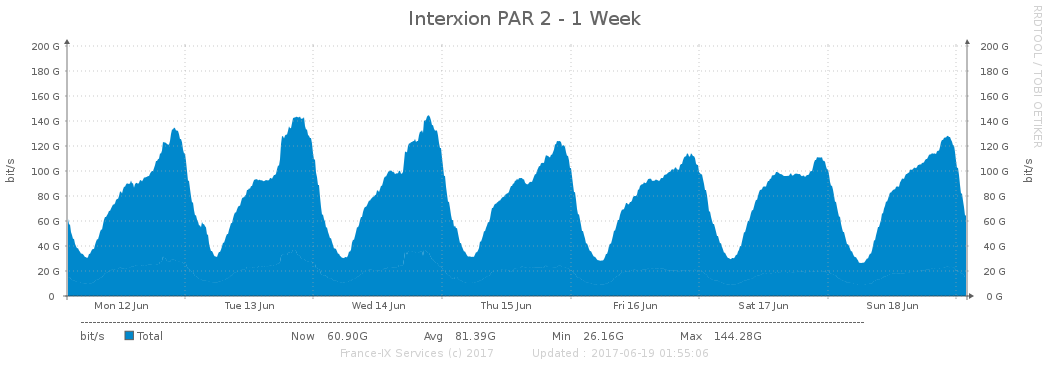 Interxion PAR 2 - 1 Week
RRDTOOL / TOBI OETIKER
bit/s
bit/s
200 G 200 G
180 G 180 G
160 G 160 G
140 G 140 G
120 G 120 G
100 G 100 G
80 G 80 G
60 G 60 G
40 G 40 G
20 G 20 G
0 0 G
Mon 12 Jun Tue 13 Jun Wed 14 Jun Thu 15 Jun Fri 16 Jun Sat 17 Jun Sun 18 Jun
bit/s Total Now 60.90G Avg 81.39G Min 26.16G Max 144.28G
France-IX Services (c) 2017 Updated : 2017-06-19 01:55:06